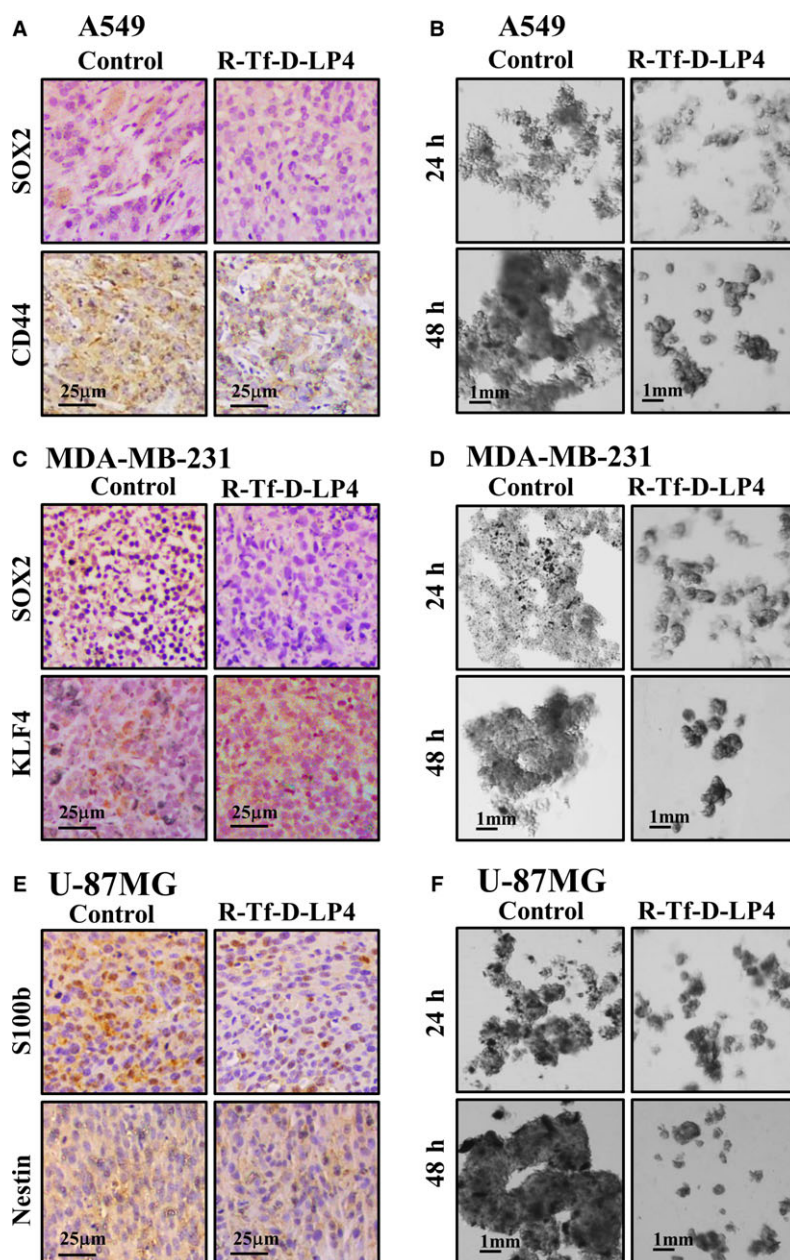 A A549
Control R-Tf-D-LP4
SOX2
CD44
25μm 25μm
B A549
Control R-Tf-D-LP4
24 h
48 h
1mm 1mm
C MDA-MB-231
Control R-Tf-D-LP4
SOX2
KLF4
25μm 25μm
D MDA-MB-231
Control R-Tf-D-LP4
24 h
48 h
1mm 1mm
E U-87MG
Control R-Tf-D-LP4
S100b
Nestin
25μm 25μm
F U-87MG
Control R-Tf-D-LP4
24 h
48 h
1mm 1mm